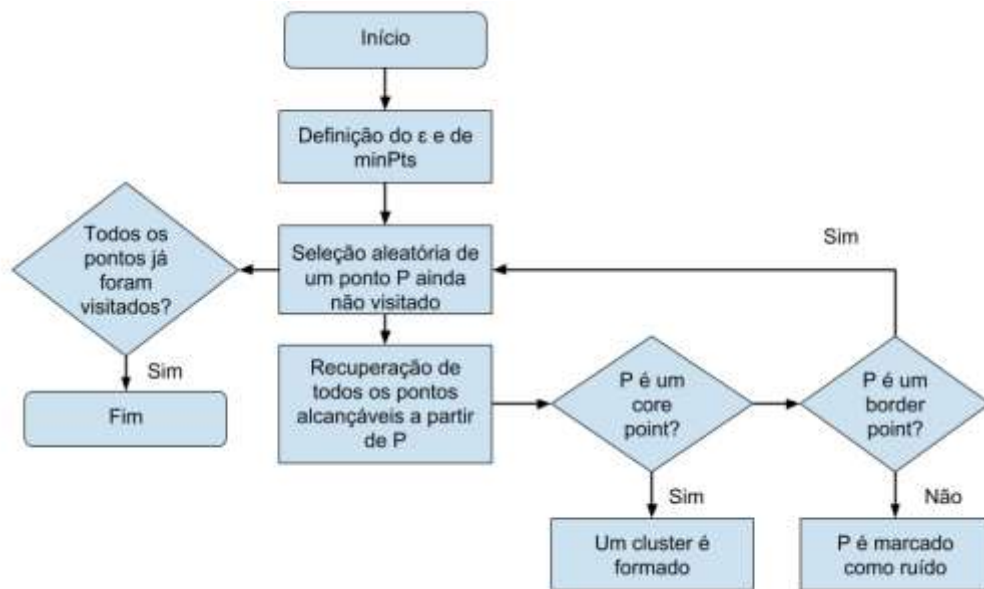 Início
Definição do ε e de
minPts
Todos os
pontos já
foram
visitados?
Seleção aleatória de
um ponto P ainda
não visitado
Sim
Sim
Fim
Recuperação de
todos os pontos
alcançáveis a partir
de P
P é um
core
point?
P é um
border
point?
Sim
Não
Um cluster é
formado
P é marcado
como ruído